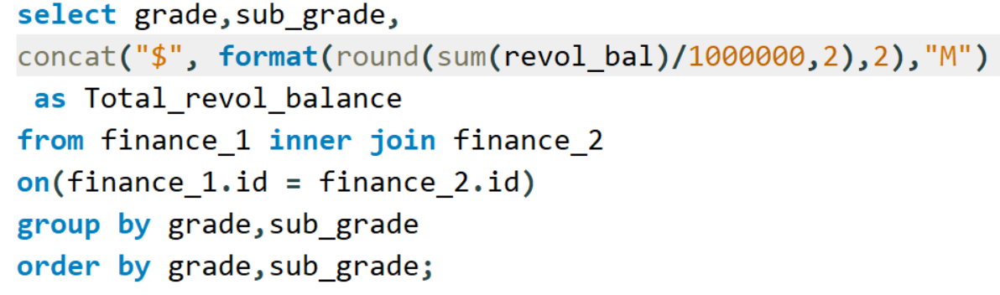 select grade,sub_grade,
concat("$", format(round(sum(revol_bal)/1000000,2),2),"M")
as Total_revol_balance
from finance_1 inner join finance_2
on(finance_1.id = finance_2.id)
group by grade,sub_grade
order by grade,sub_grade;